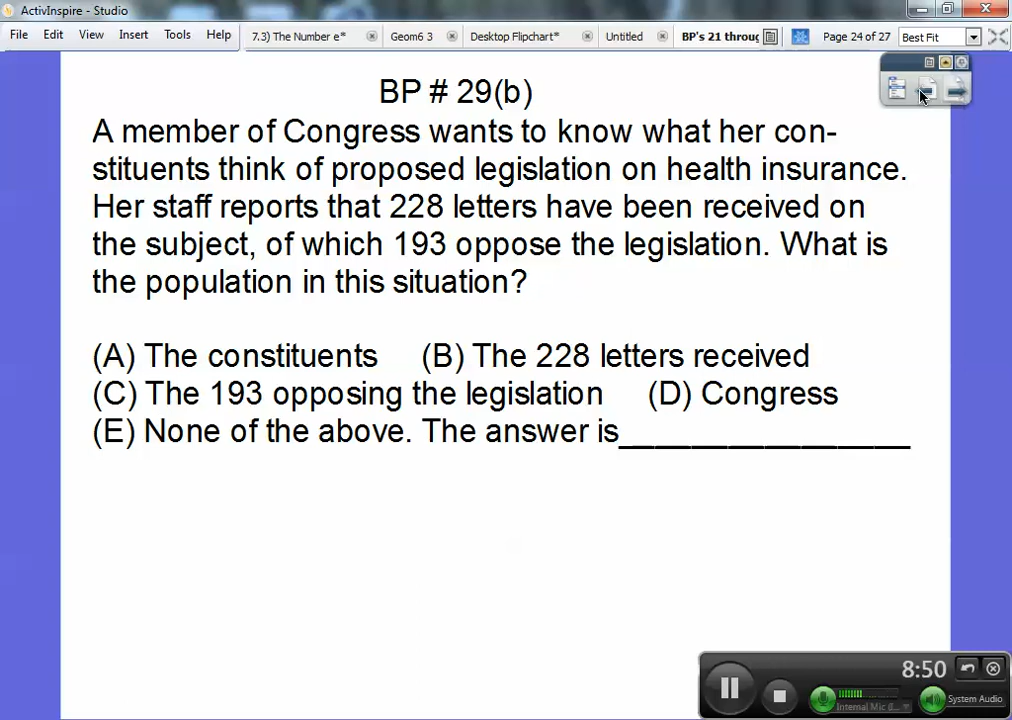 ActivInspire - Studio
File Edit View Insert Tools Help 7.3) The Number e* Geom6 3 Desktop Flipchart* Untitled BP's 21 throug Page 24 of 27 Best Fit
BP # 29(b)
A member of Congress wants to know what her con-
stituents think of proposed legislation on health insurance.
Her staff reports that 228 letters have been received on
the subject, of which 193 oppose the legislation. What is
the population in this situation?
(A) The constituents (B) The 228 letters received
(C) The 193 opposing the legislation (D) Congress
(E) None of the above. The answer is________________
8:50
Internal Mic (I... System Audio